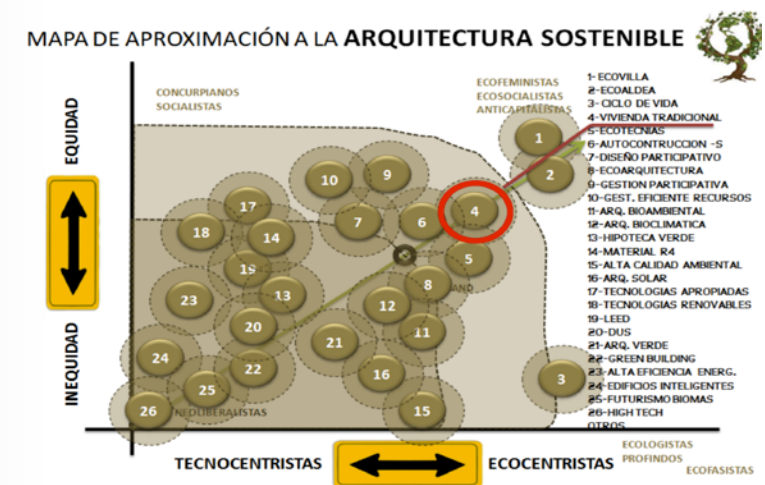 MAPA DE APROXIMACIÓN A LA ARQUITECTURA SOSTENIBLE
CONCURPIANOS
SOCIALISTAS
ECOFEMINISTAS
ECOSOCIALISTAS
ANTICAPITALISTAS
1- ECOVILLA
2- ECOALDEA
3- CICLO DE VIDA
4-VIVIENDA TRADICIONAL
5- ECOTECNIAS
6- AUTOCONTRUCCION -S
7- DISEÑO PARTICIPATIVO
8- ECOARQUITECTURA
9- GESTION PARTICIPATIVA
10- GEST. EFICIENTE RECURSOS
11- ARQ. BIOAMBIENTAL
12- ARQ. BIOCLIMATICA
13- HIPOTECA VERDE
14- MATERIAL R4
15- ALTA CALIDAD AMBIENTAL
16- ARQ. SOLAR
17- TECNOLOGIAS APROPIADAS
18- TECNOLOGIAS RENOVABLES
19- LEED
20- DUS
21- ARQ. VERDE
22- GREEN BUILDING
23- ALTA EFICIENCIA ENERG.
24- EDIFICIOS INTELIGENTES
25- FUTURISMO BIOMAS
26- HIGH TECH
OTROS
EQUIDAD
INEQUIDAD
1
2
9
10
17
7
6
4
18
14
19
5
23
13
8
AND
12
20
11
21
24
22
16
3
25
26
NEOLIBERALISTAS
15
TECNOCENTRISTAS
ECOCENTRISTAS
ECOLOGISTAS
PROFINDOS
ECOFASISTAS